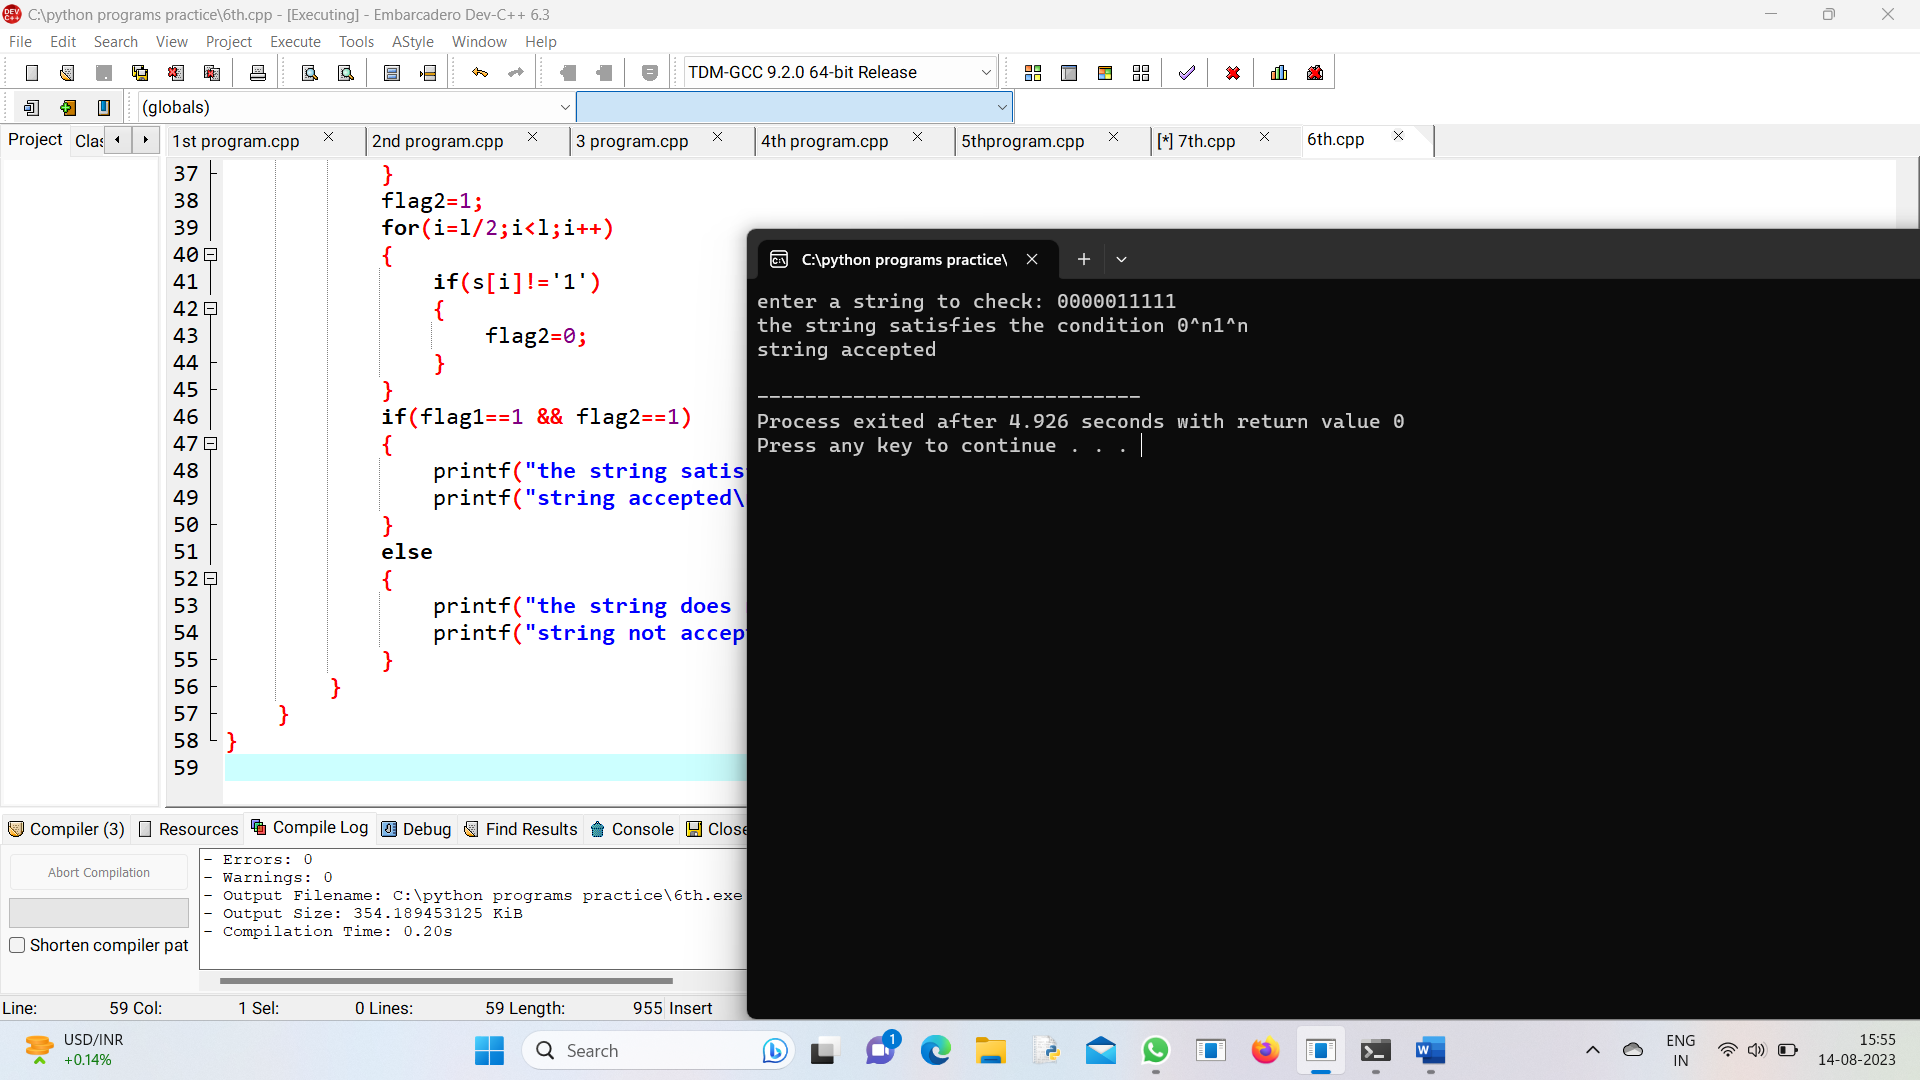 C:\python programs practice\6th.cpp - [Executing] - Embarcadero Dev-C++ 6.3
File Edit Search View Project Execute Tools AStyle Window Help
TDM-GCC 9.2.0 64-bit Release
(globals)
Project Clas 1st program.cpp 2nd program.cpp 3 program.cpp 4th program.cpp 5thprogram.cpp [*] 7th.cpp 6th.cpp
37 }
38 flag2=1;
39 for(i=l/2;i<l;i++)
40 {
41 if(s[i]!='1')
42 {
43 flag2=0;
44 }
45 }
46 if(flag1==1 && flag2==1)
47 {
48 printf("the string satis
49 printf("string accepted\
50 }
51 else
52 {
53 printf("the string does
54 printf("string not accep
55 }
56 }
57 }
58 }
59
C:\python programs practice\
enter a string to check: 0000011111
the string satisfies the condition 0^n1^n
string accepted
--------------------------------
Process exited after 4.926 seconds with return value 0
Press any key to continue . . .
Compiler (3) Resources Compile Log Debug Find Results Console Close
Abort Compilation
Shorten compiler pat
- Errors: 0
- Warnings: 0
- Output Filename: C:\python programs practice\6th.exe
- Output Size: 354.189453125 KiB
- Compilation Time: 0.20s
Line: 59 Col: 1 Sel: 0 Lines: 59 Length: 955 Insert
USD/INR
+0.14%
Search
1
ENG
IN
15:55
14-08-2023